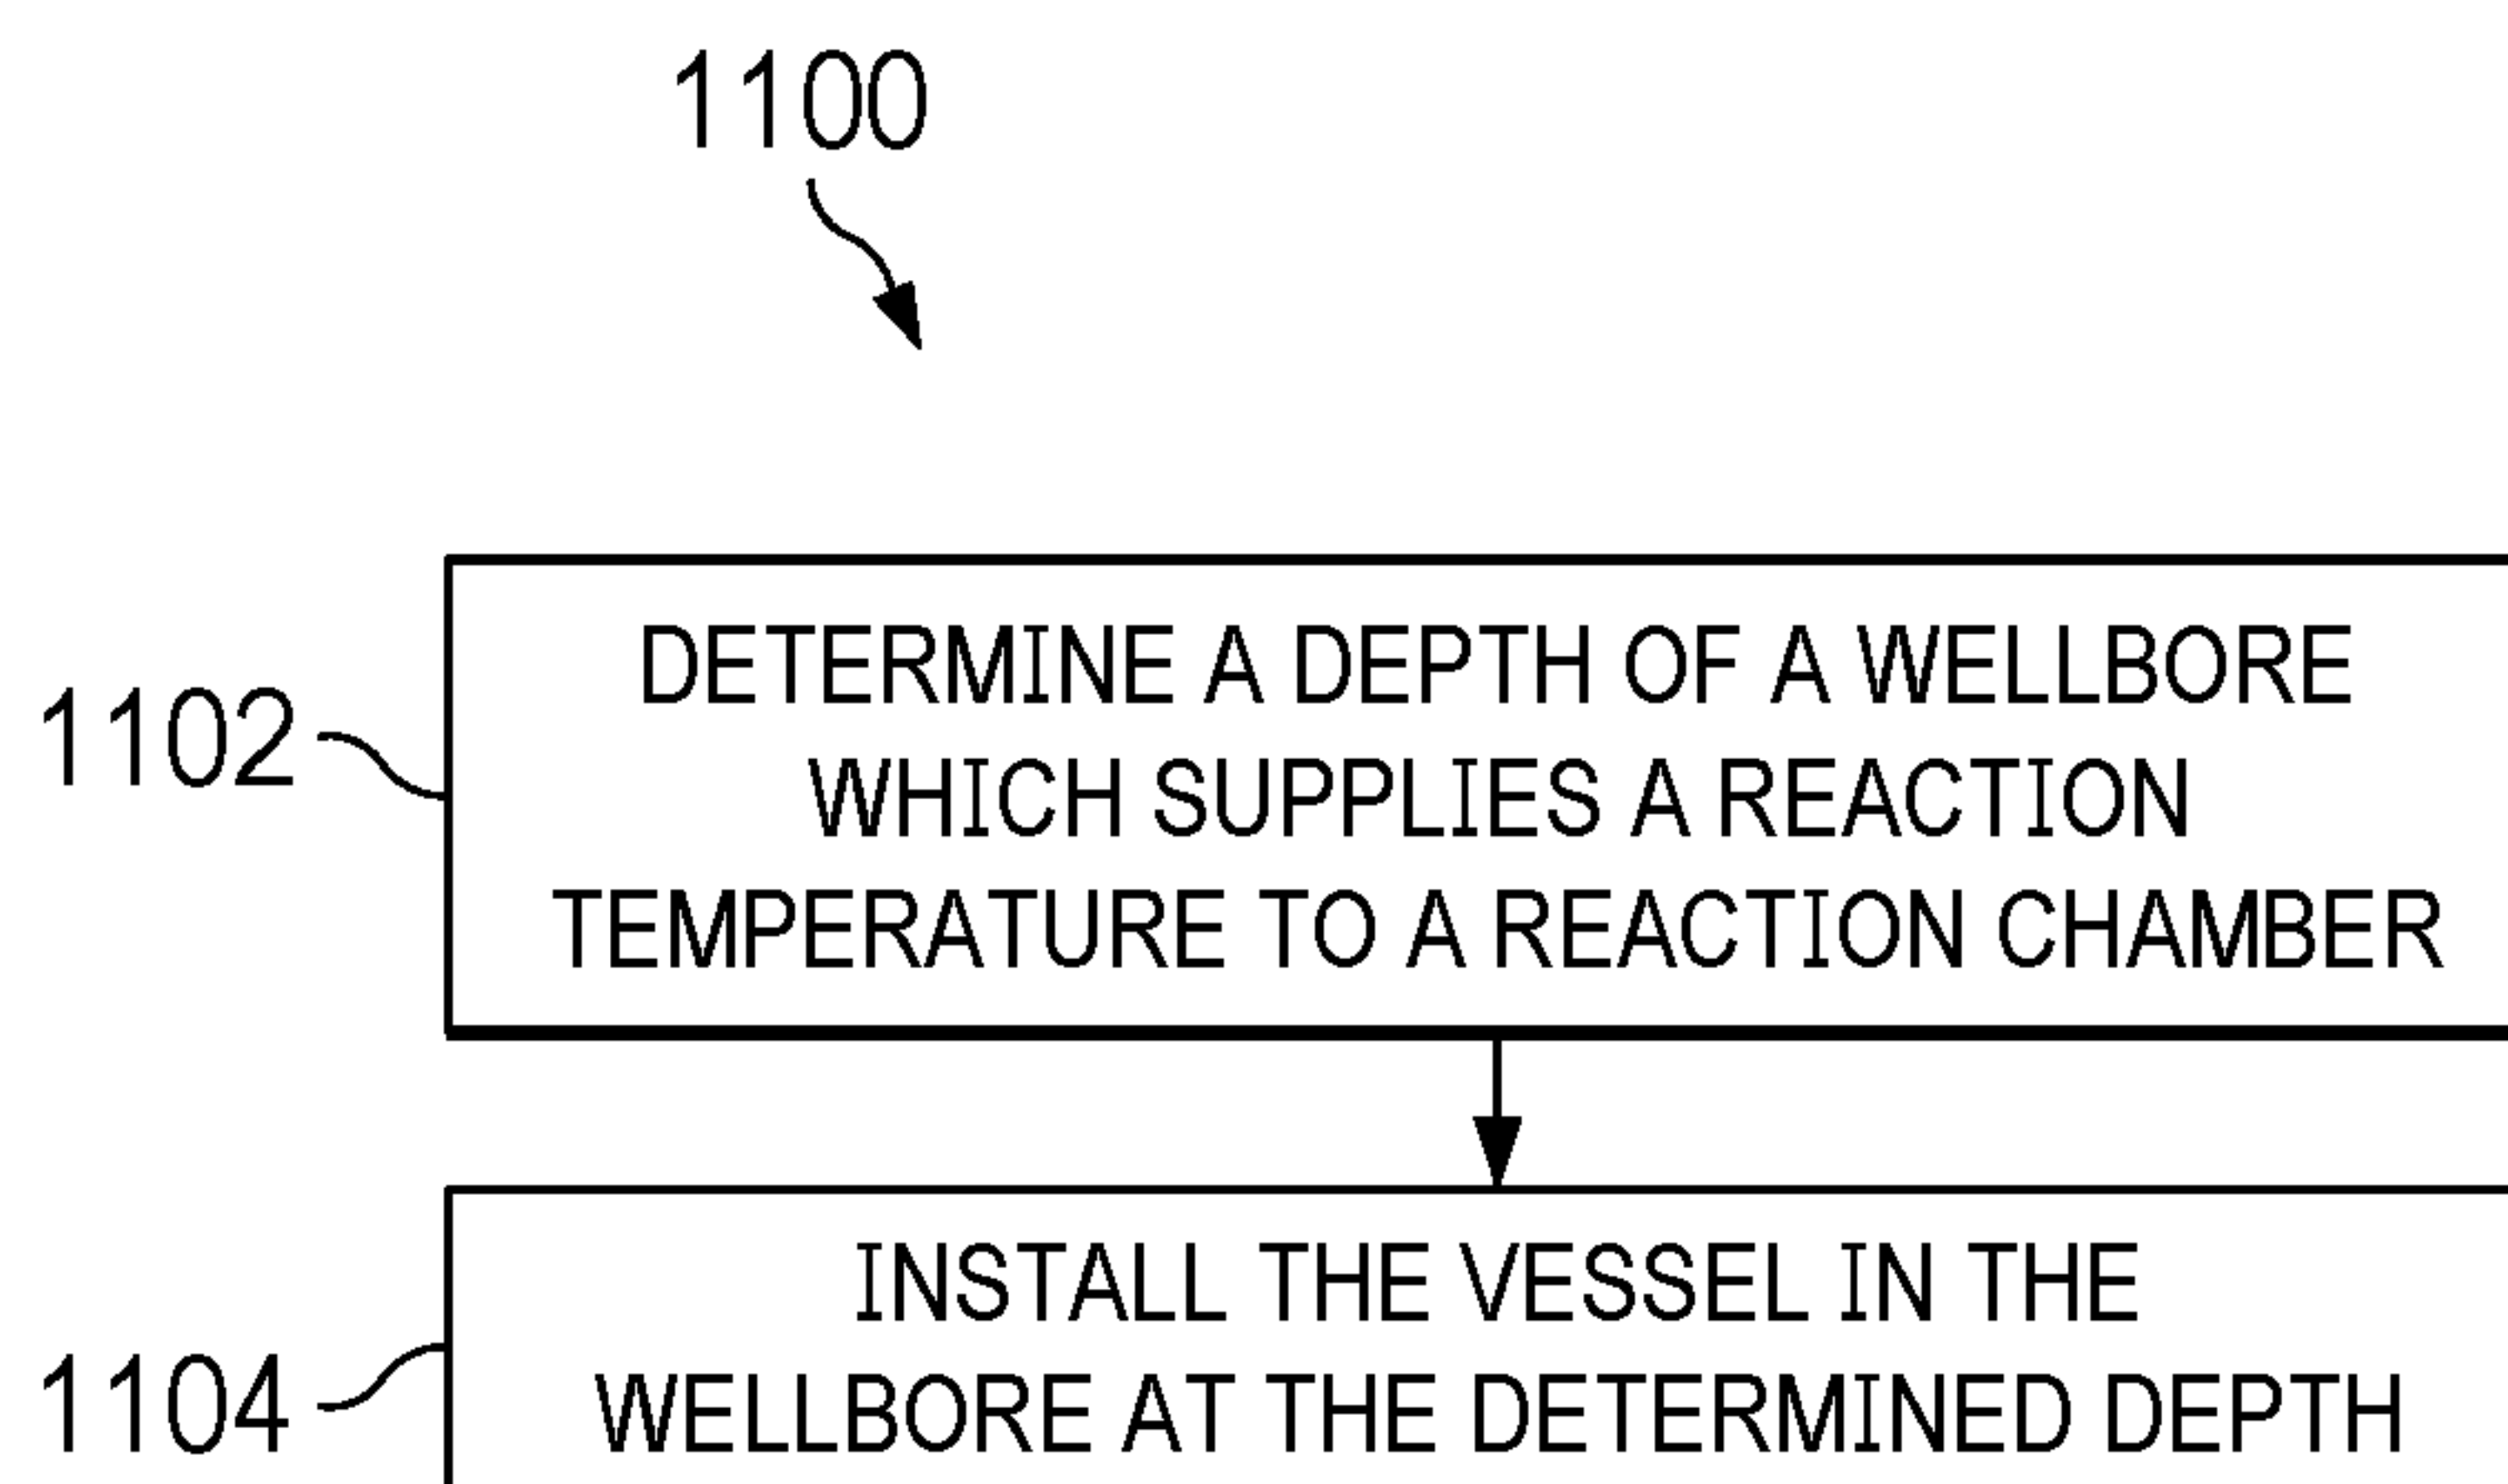 1100
1102
DETERMINE A DEPTH OF A WELLBORE
WHICH SUPPLIES A REACTION
TEMPERATURE TO A REACTION CHAMBER
1104
INSTALL THE VESSEL IN THE
WELLBORE AT THE DETERMINED DEPTH